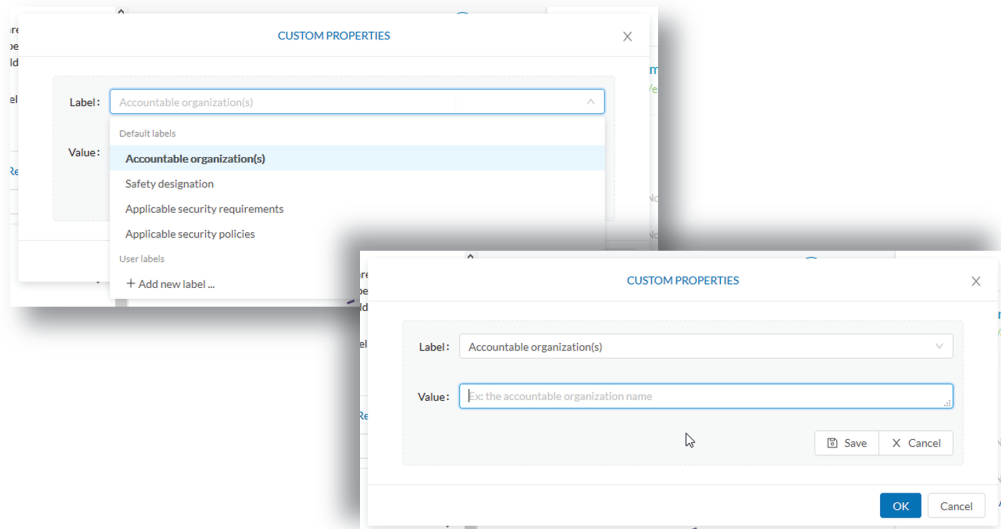 CUSTOM PROPERTIES
Label:
Accountable organization(s)
Value:
Default labels
Accountable organization(s)
Safety designation
Applicable security requirements
Applicable security policies
User labels
+ Add new label ...
CUSTOM PROPERTIES
Label:
Accountable organization(s)
Value:
Ex: the accountable organization name
Save
Cancel
OK
Cancel